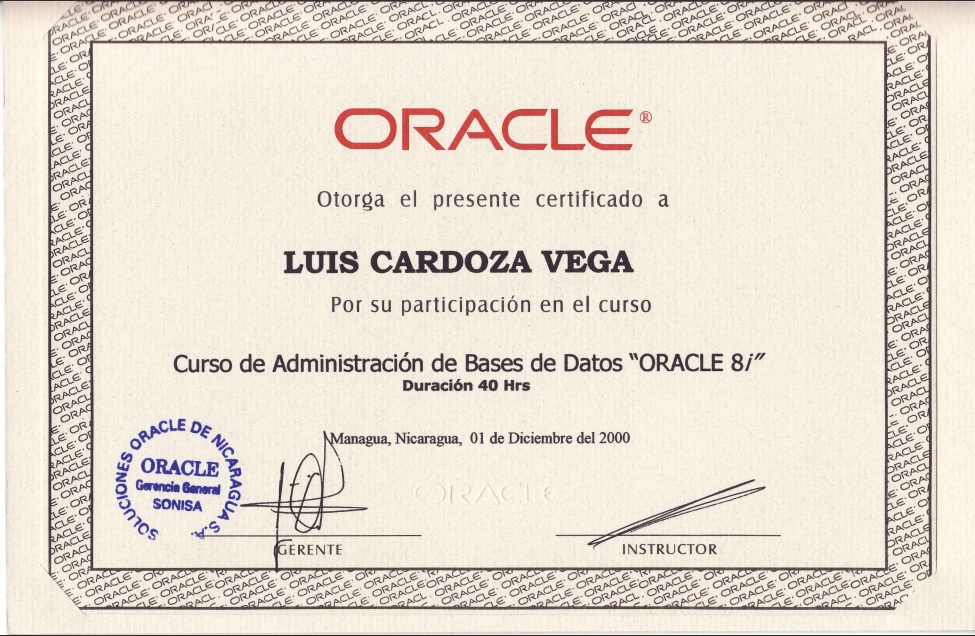 ORACLE®
Otorga el presente certificado a
LUIS CARDOZA VEGA
Por su participación en el curso
Curso de Administración de Bases de Datos “ORACLE 8i”
Duración 40 Hrs
Managua, Nicaragua, 01 de Diciembre del 2000
SOLUCIONES ORACLE DE NICARAGUA S.A.
ORACLE
Gerencia General
SONISA
ORACLE
GERENTE
INSTRUCTOR